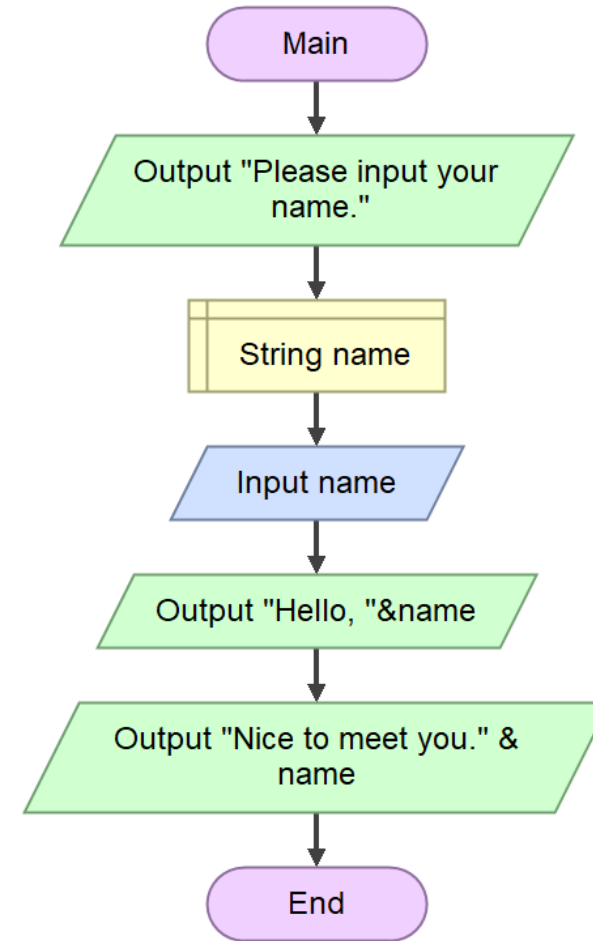 Main
Output "Please input your
name."
String name
Input name
Output "Hello, "&name
Output "Nice to meet you." &
name
End